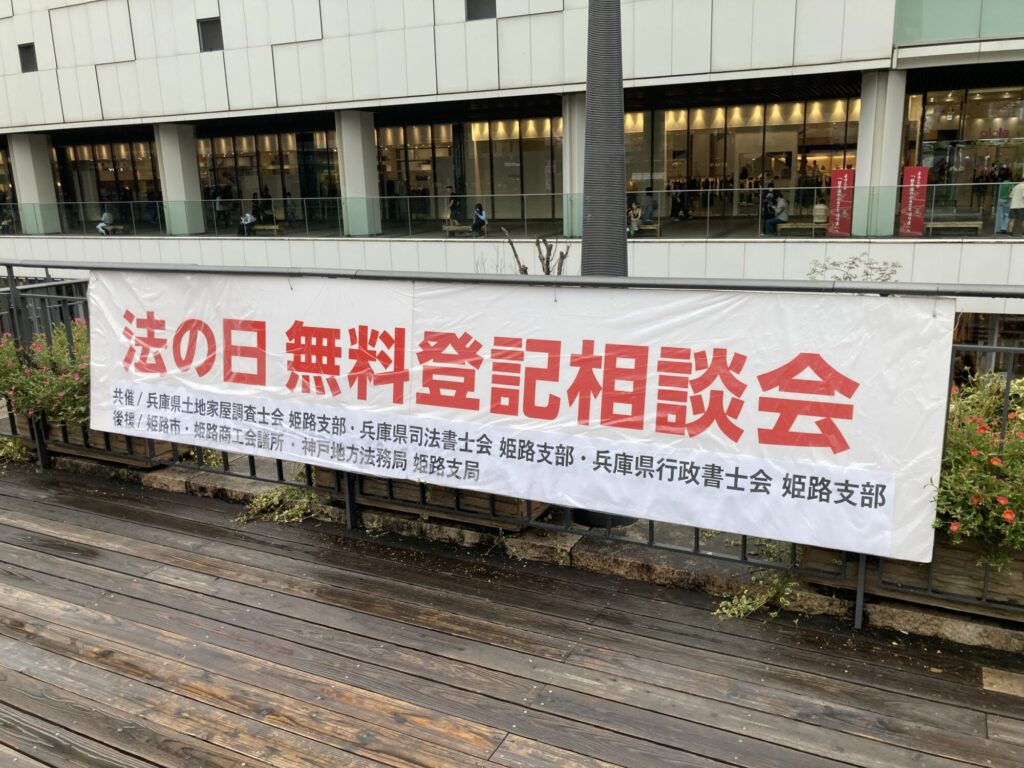 法の日 無料登記相談会
共催/兵庫県土地家屋調査士会 姫路支部・兵庫県司法書士会 姫路支部・兵庫県行政書士会 姫路支部
後援/姫路市・姫路商工会議所・神戸地方法務局 姫路支局